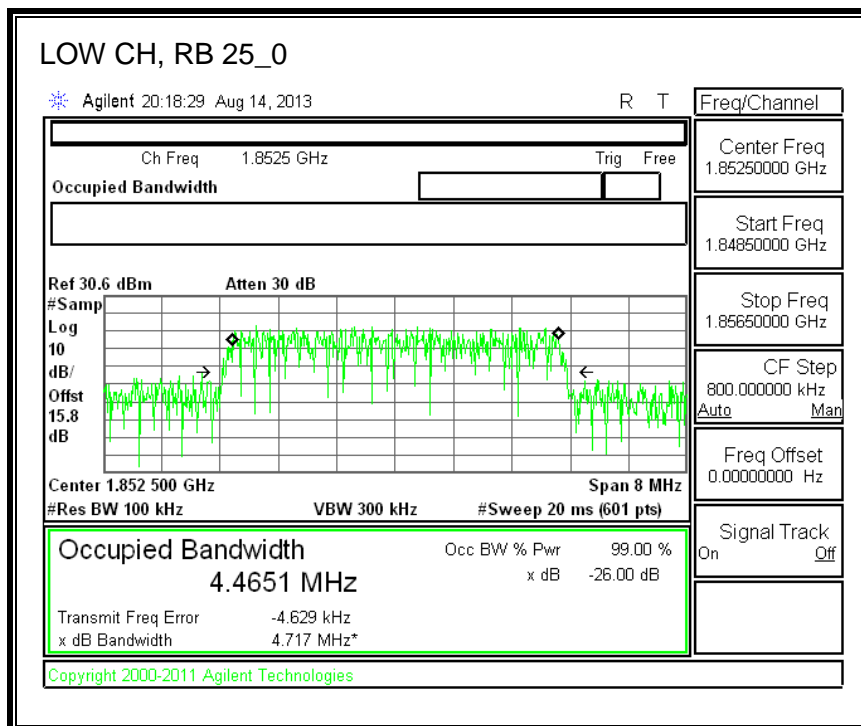 LOW CH, RB 25_0
Agilent 20:18:29 Aug 14, 2013 R T
Ch Freq 1.8525 GHz Trig Free
Occupied Bandwidth
Ref 30.6 dBm Atten 30 dB
#Samp
Log
10
dB/
Offst
15.8
dB
Center 1.852 500 GHz Span 8 MHz
#Res BW 100 kHz VBW 300 kHz #Sweep 20 ms (601 pts)
Occupied Bandwidth Occ BW % Pwr 99.00 %
4.4651 MHz x dB -26.00 dB
Transmit Freq Error -4.629 kHz
x dB Bandwidth 4.717 MHz*
Copyright 2000-2011 Agilent Technologies
Freq/Channel
Center Freq
1.85250000 GHz
Start Freq
1.84850000 GHz
Stop Freq
1.85650000 GHz
CF Step
800.000000 kHz
Auto Man
Freq Offset
0.00000000 Hz
Signal Track
On Off